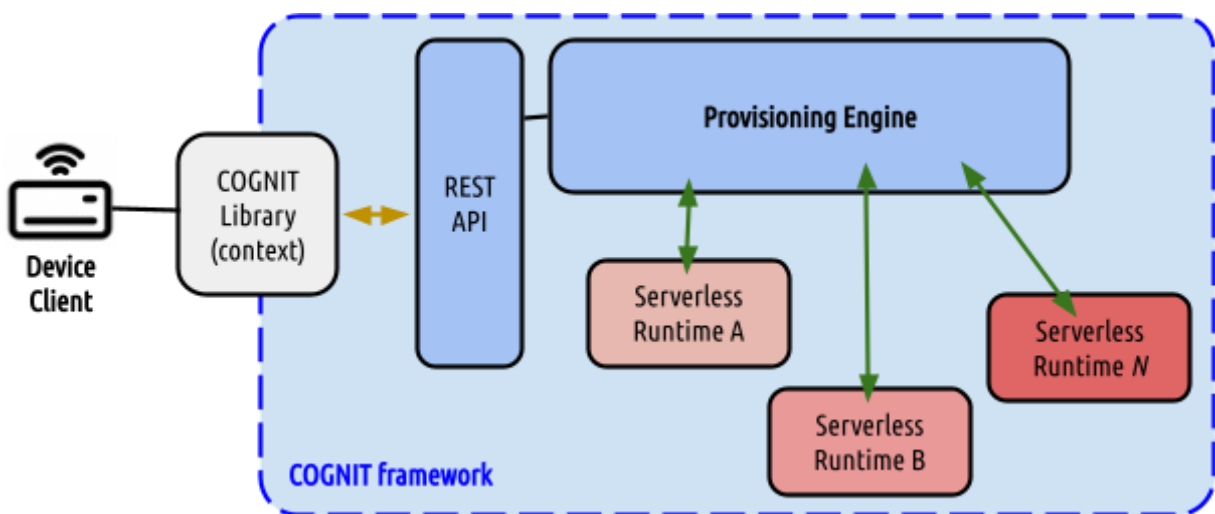 Device
Client
COGNIT
Library
(context)
REST
API
Provisioning Engine
Serverless
Runtime A
Serverless
Runtime B
Serverless
Runtime N
COGNIT framework